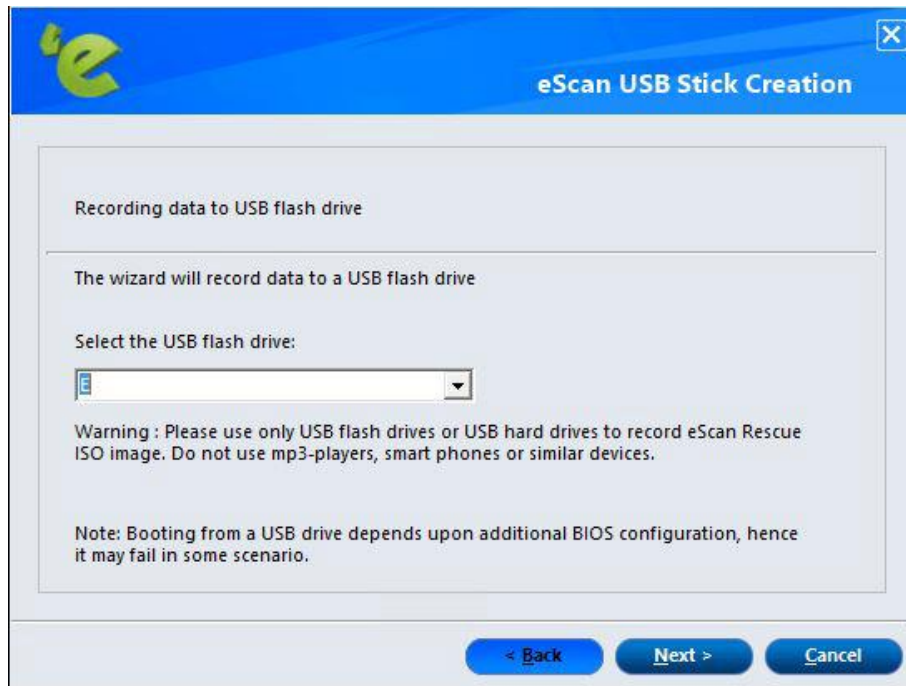 eScan USB Stick Creation
Recording data to USB flash drive
The wizard will record data to a USB flash drive
Select the USB flash drive:
E
Warning : Please use only USB flash drives or USB hard drives to record eScan Rescue
ISO image. Do not use mp3-players, smart phones or similar devices.
Note: Booting from a USB drive depends upon additional BIOS configuration, hence
it may fail in some scenario.
< Back
Next >
Cancel